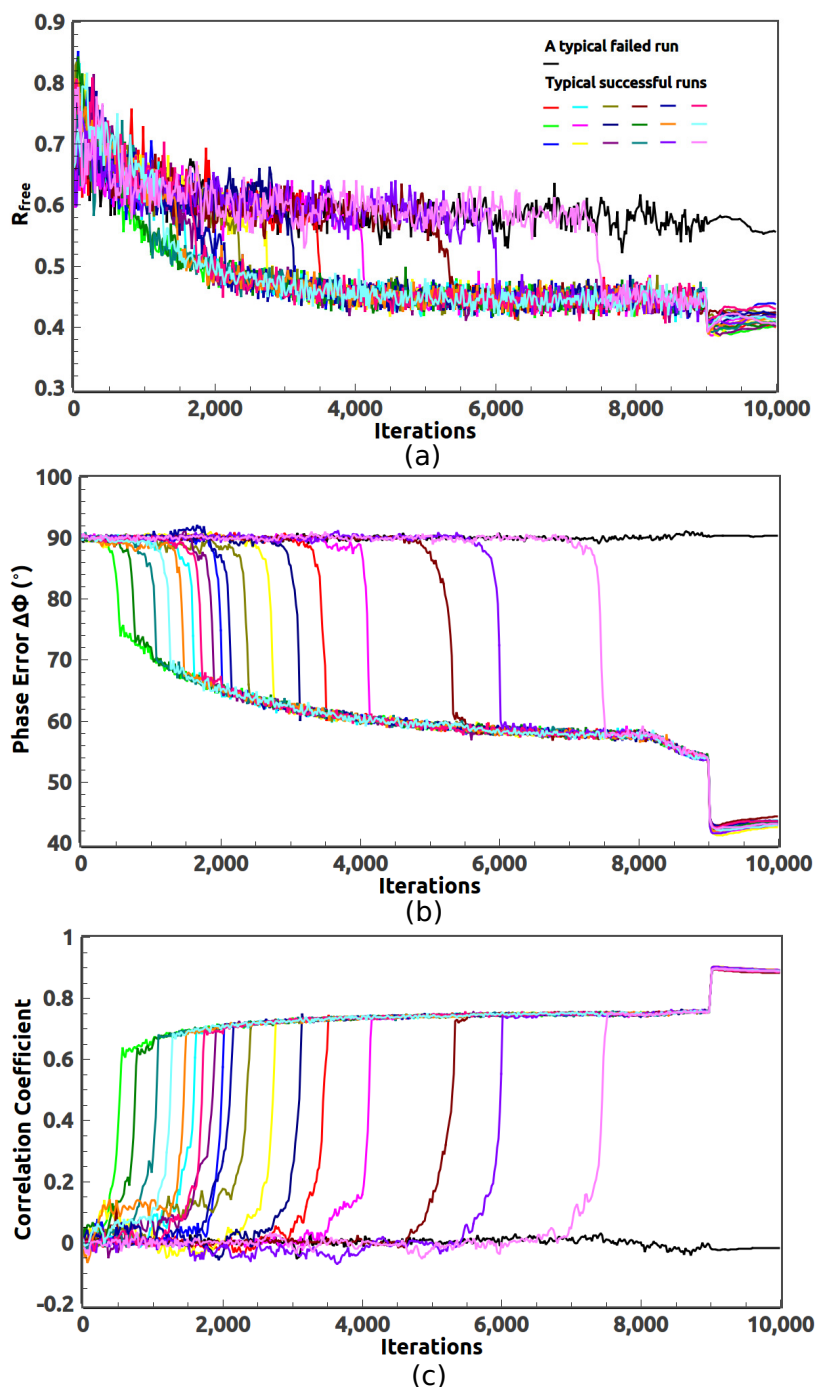 0.9
A typical failed run
Typical successful runs
0.8
0.7
0.6
0.5
0.4
0.3
R_free
0 2,000 4,000 6,000 8,000 10,000
Iterations
(a)
100
90
80
70
60
50
40
Phase Error ΔΦ (°)
0 2,000 4,000 6,000 8,000 10,000
Iterations
(b)
1
0.8
0.6
0.4
0.2
0
-0.2
Correlation Coefficient
0 2,000 4,000 6,000 8,000 10,000
Iterations
(c)